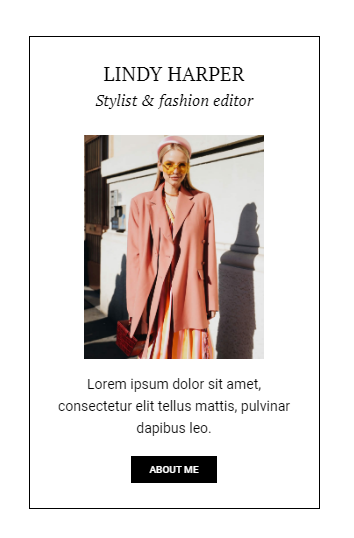 LINDY HARPER
Stylist & fashion editor
Lorem ipsum dolor sit amet,
consectetur elit tellus mattis, pulvinar
dapibus leo.
ABOUT ME